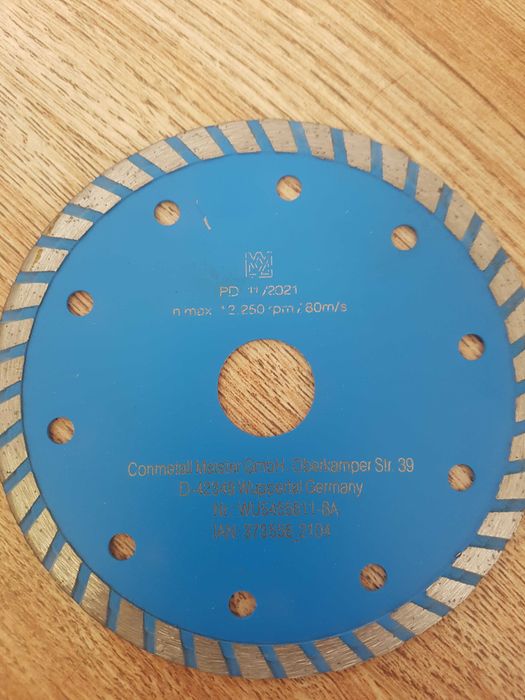 PD 11/2021
n max. 12 250 rpm / 80m/s
Conmetall Meister GmbH, Oberkamper Str. 39
D-42349 Wuppertal Germany
Nr.: WU5455511-BA
IAN: 373556_2104